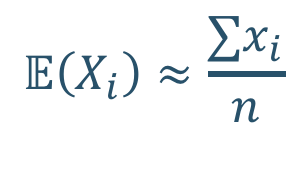 𝔼(Xᵢ) ≈ ∑xᵢ / n